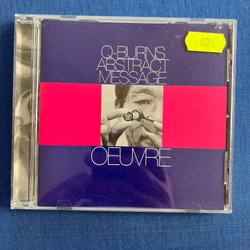 Q-BURNS
ABSTRACT
MESSAGE
OEUVRE